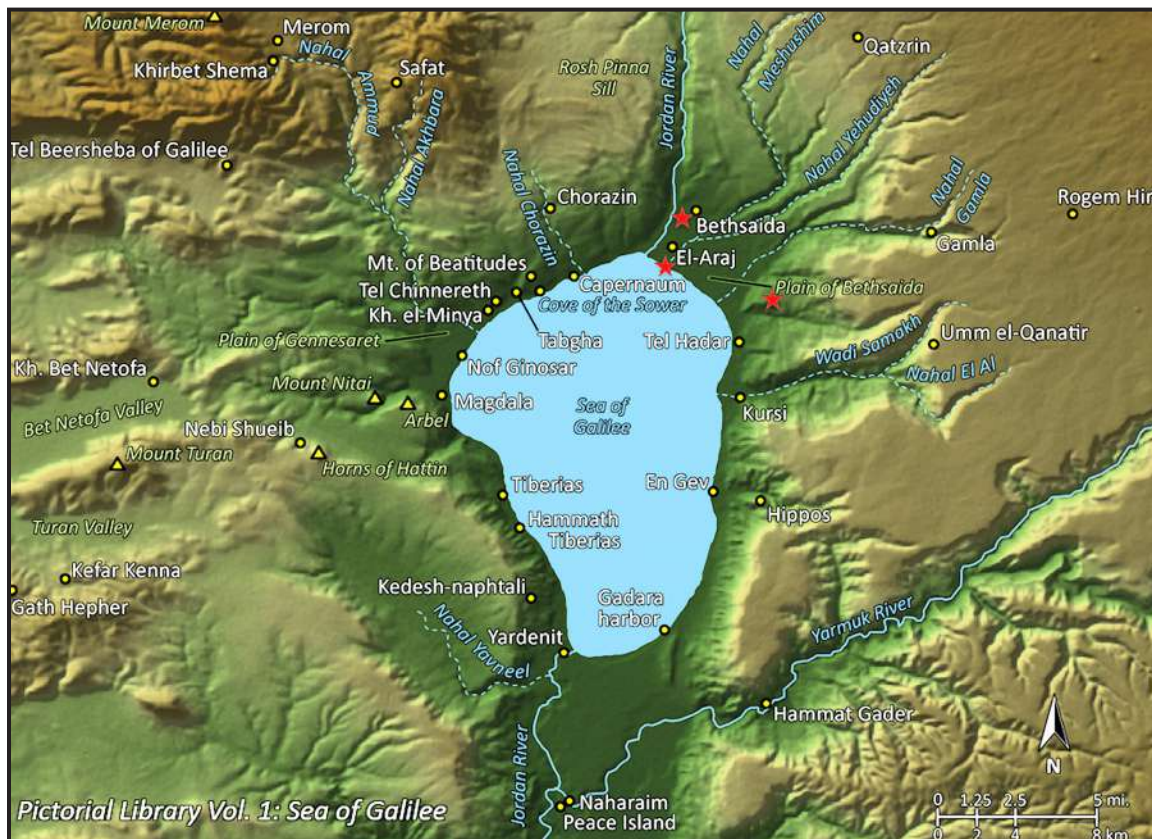 Mount Merom
Merom
Khirbet Shema
Nahal
Ammud
Safat
Nahal Akhbara
Tel Beersheba of Galilee
Rosh Pinna
Sill
Jordan River
Nahal
Meshushim
Qatzrin
Nahal Yehudiyeh
Nahal
Gamla
Rogem Hir
Gamla
Nahal Chorazin
Chorazin
Bethsaida
El-Araj
Plain of Bethsaida
Mt. of Beatitudes
Capernaum
Tel Chinnereth
Cove of the Sower
Kh. el-Minya
Plain of Gennesaret
Tabgha
Tel Hadar
Wadi Samakh
Umm el-Qanatir
Nahal El Al
Nof Ginosar
Kh. Bet Netofa
Mount Nitai
Bet Netofa Valley
Arbel
Magdala
Sea of
Galilee
Kursi
Nebi Shueib
Mount Turan
Horns of Hattin
Tiberias
En Gev
Hippos
Turan Valley
Hammath
Tiberias
Kefar Kenna
Gath Hepher
Kedesh-naphtali
Gadara
harbor
Yarmuk River
Yardenit
Nahal Yavneel
Hammat Gader
Jordan River
N
Naharaim
Peace Island
Pictorial Library Vol. 1: Sea of Galilee
0 1.25 2.5 5 mi.
0 2 4 8 km